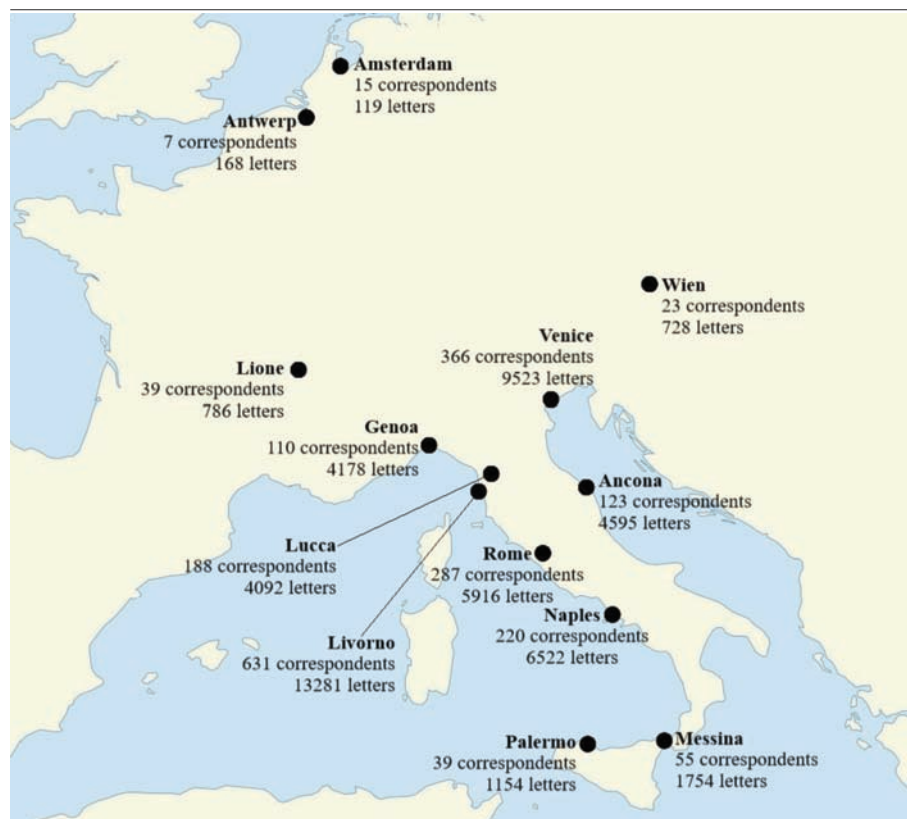 Amsterdam
15 correspondents
119 letters
Antwerp
7 correspondents
168 letters
Wien
23 correspondents
728 letters
Venice
366 correspondents
9523 letters
Lione
39 correspondents
786 letters
Genoa
110 correspondents
4178 letters
Ancona
123 correspondents
4595 letters
Lucca
188 correspondents
4092 letters
Rome
287 correspondents
5916 letters
Naples
220 correspondents
6522 letters
Livorno
631 correspondents
13281 letters
Palermo
39 correspondents
1154 letters
Messina
55 correspondents
1754 letters